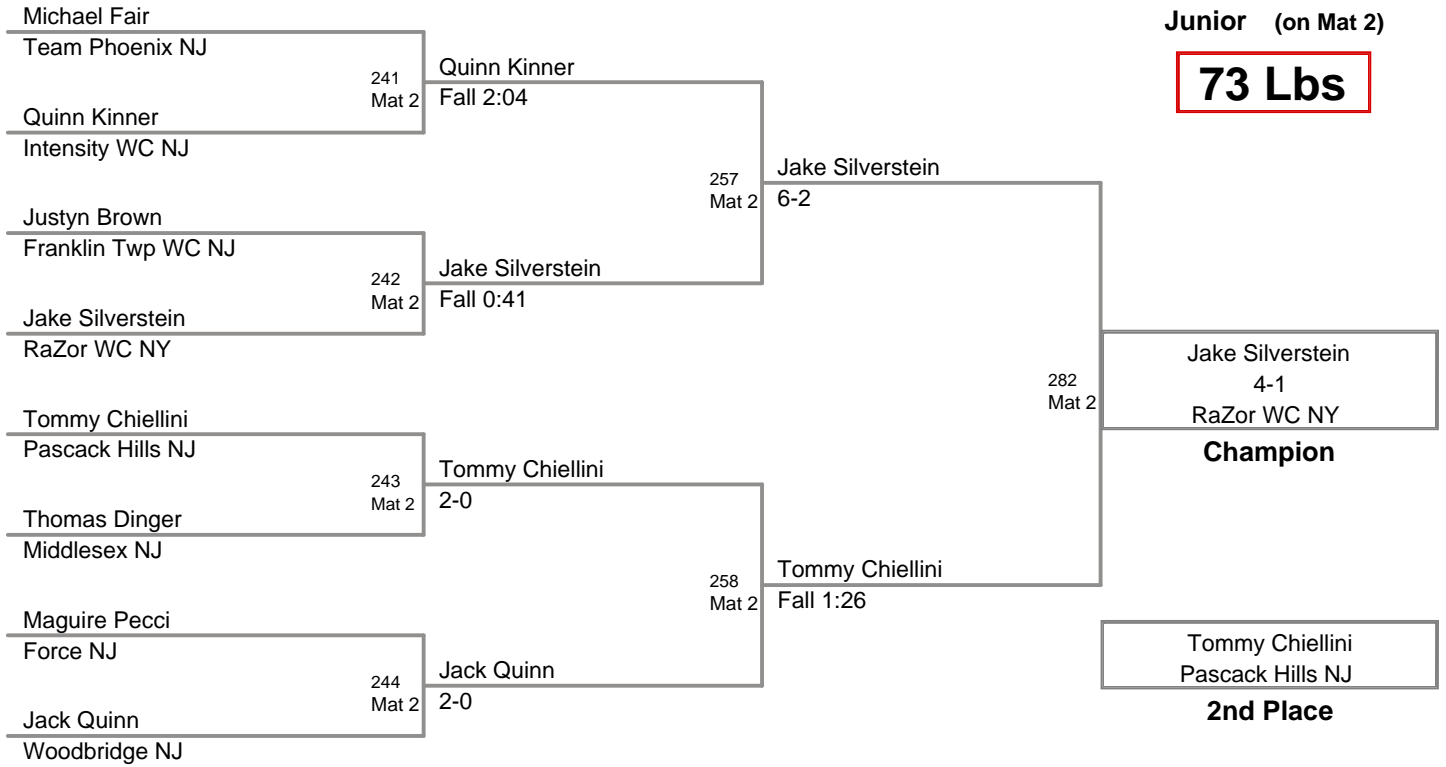 Michael Fair
Team Phoenix NJ
241
Mat 2
Quinn Kinner
Intensity WC NJ
Quinn Kinner
Fall 2:04
Justyn Brown
Franklin Twp WC NJ
242
Mat 2
Jake Silverstein
RaZor WC NY
Jake Silverstein
Fall 0:41
257
Mat 2
Jake Silverstein
6-2
Tommy Chiellini
Pascack Hills NJ
243
Mat 2
Thomas Dinger
Middlesex NJ
Tommy Chiellini
2-0
Maguire Pecci
Force NJ
244
Mat 2
Jack Quinn
Woodbridge NJ
Jack Quinn
2-0
258
Mat 2
Tommy Chiellini
Fall 1:26
282
Mat 2
Junior (on Mat 2)
73 Lbs
Jake Silverstein
4-1
RaZor WC NY
Champion
Tommy Chiellini
Pascack Hills NJ
2nd Place